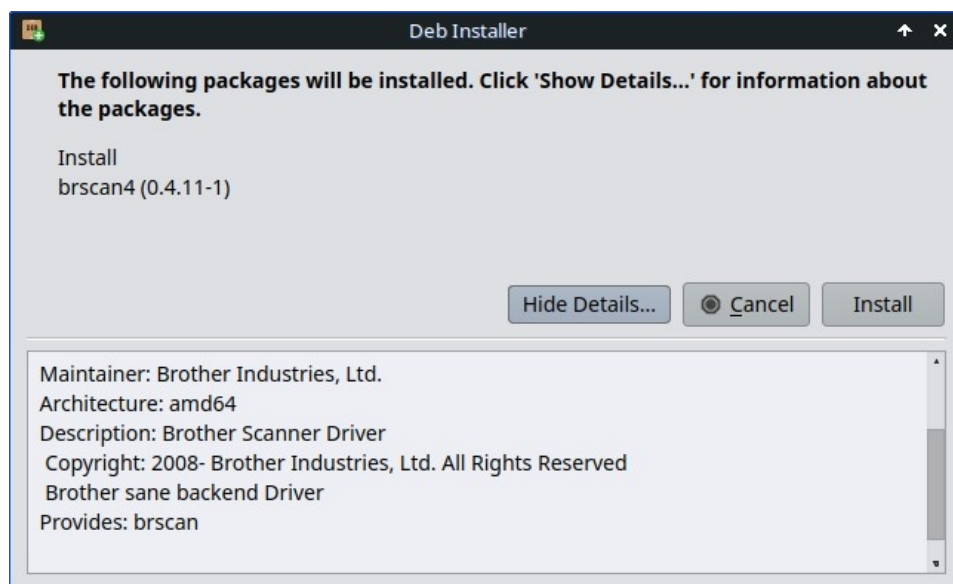 Deb Installer
The following packages will be installed. Click 'Show Details...' for information about
the packages.
Install
brscan4 (0.4.11-1)
Hide Details...
Cancel
Install
Maintainer: Brother Industries, Ltd.
Architecture: amd64
Description: Brother Scanner Driver
Copyright: 2008- Brother Industries, Ltd. All Rights Reserved
Brother sane backend Driver
Provides: brscan